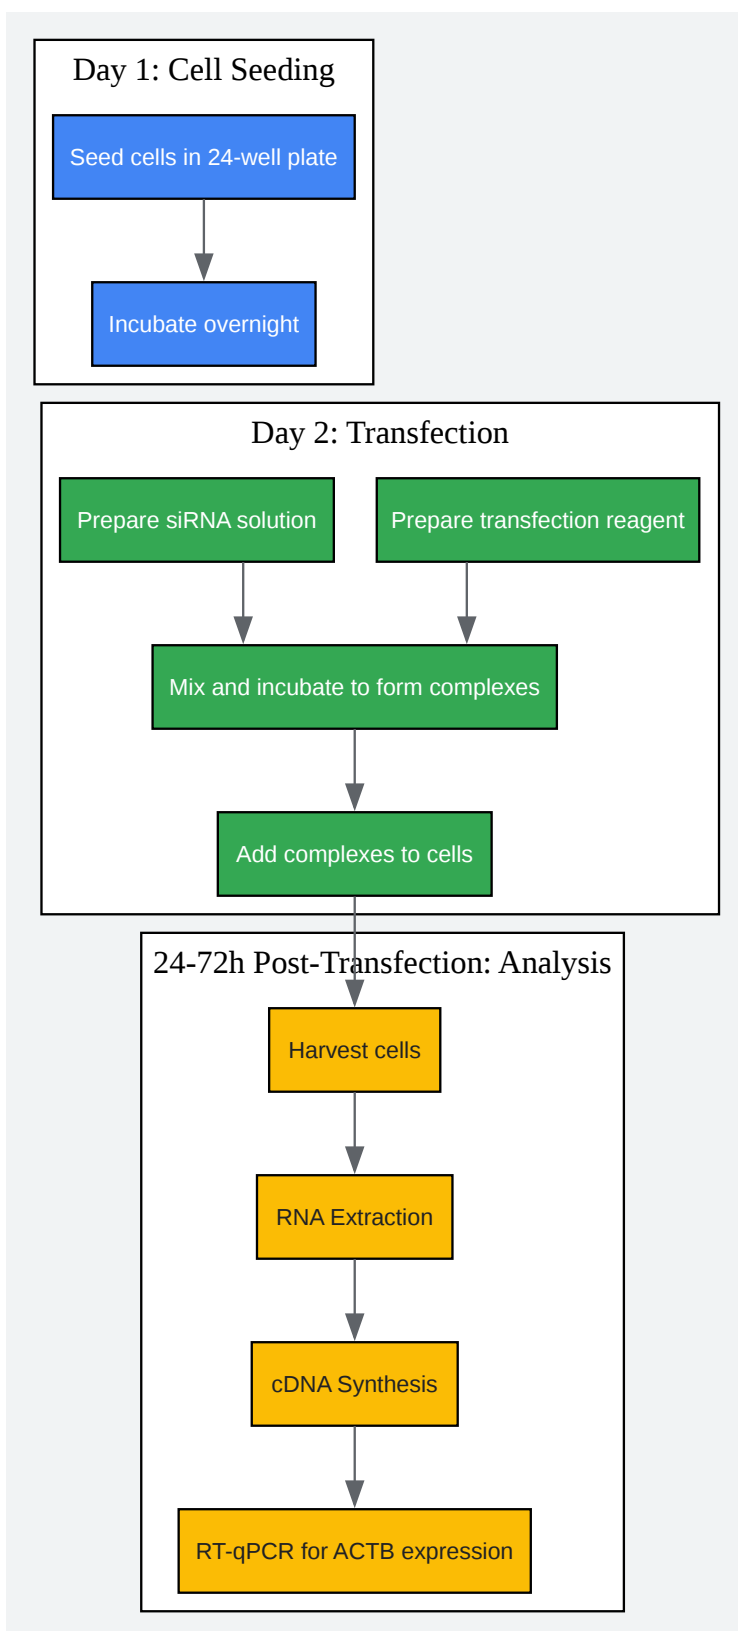 Day 1: Cell Seeding
Seed cells in 24-well plate
Incubate overnight
Day 2: Transfection
Prepare siRNA solution
Prepare transfection reagent
Mix and incubate to form complexes
Add complexes to cells
24-72h Post-Transfection: Analysis
Harvest cells
RNA Extraction
cDNA Synthesis
RT-qPCR for ACTB expression